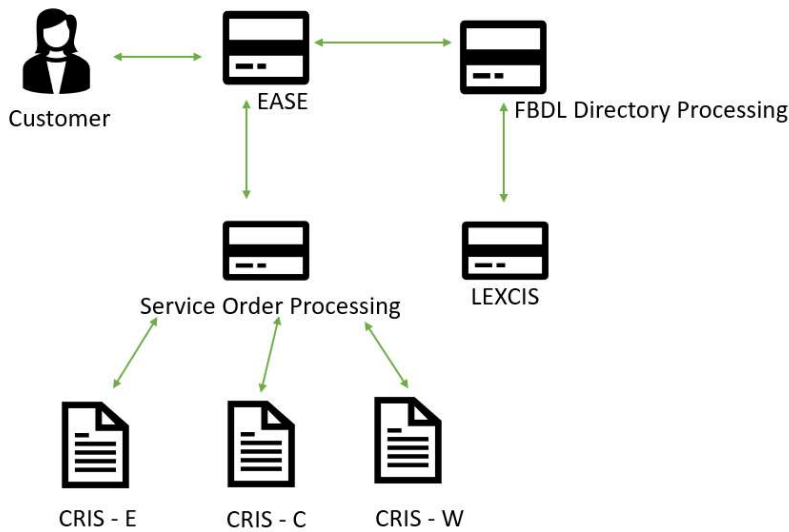 EASE
FBDL Directory Processing
Customer
Service Order Processing
LEXCIS
CRIS - E
CRIS - C
CRIS - W